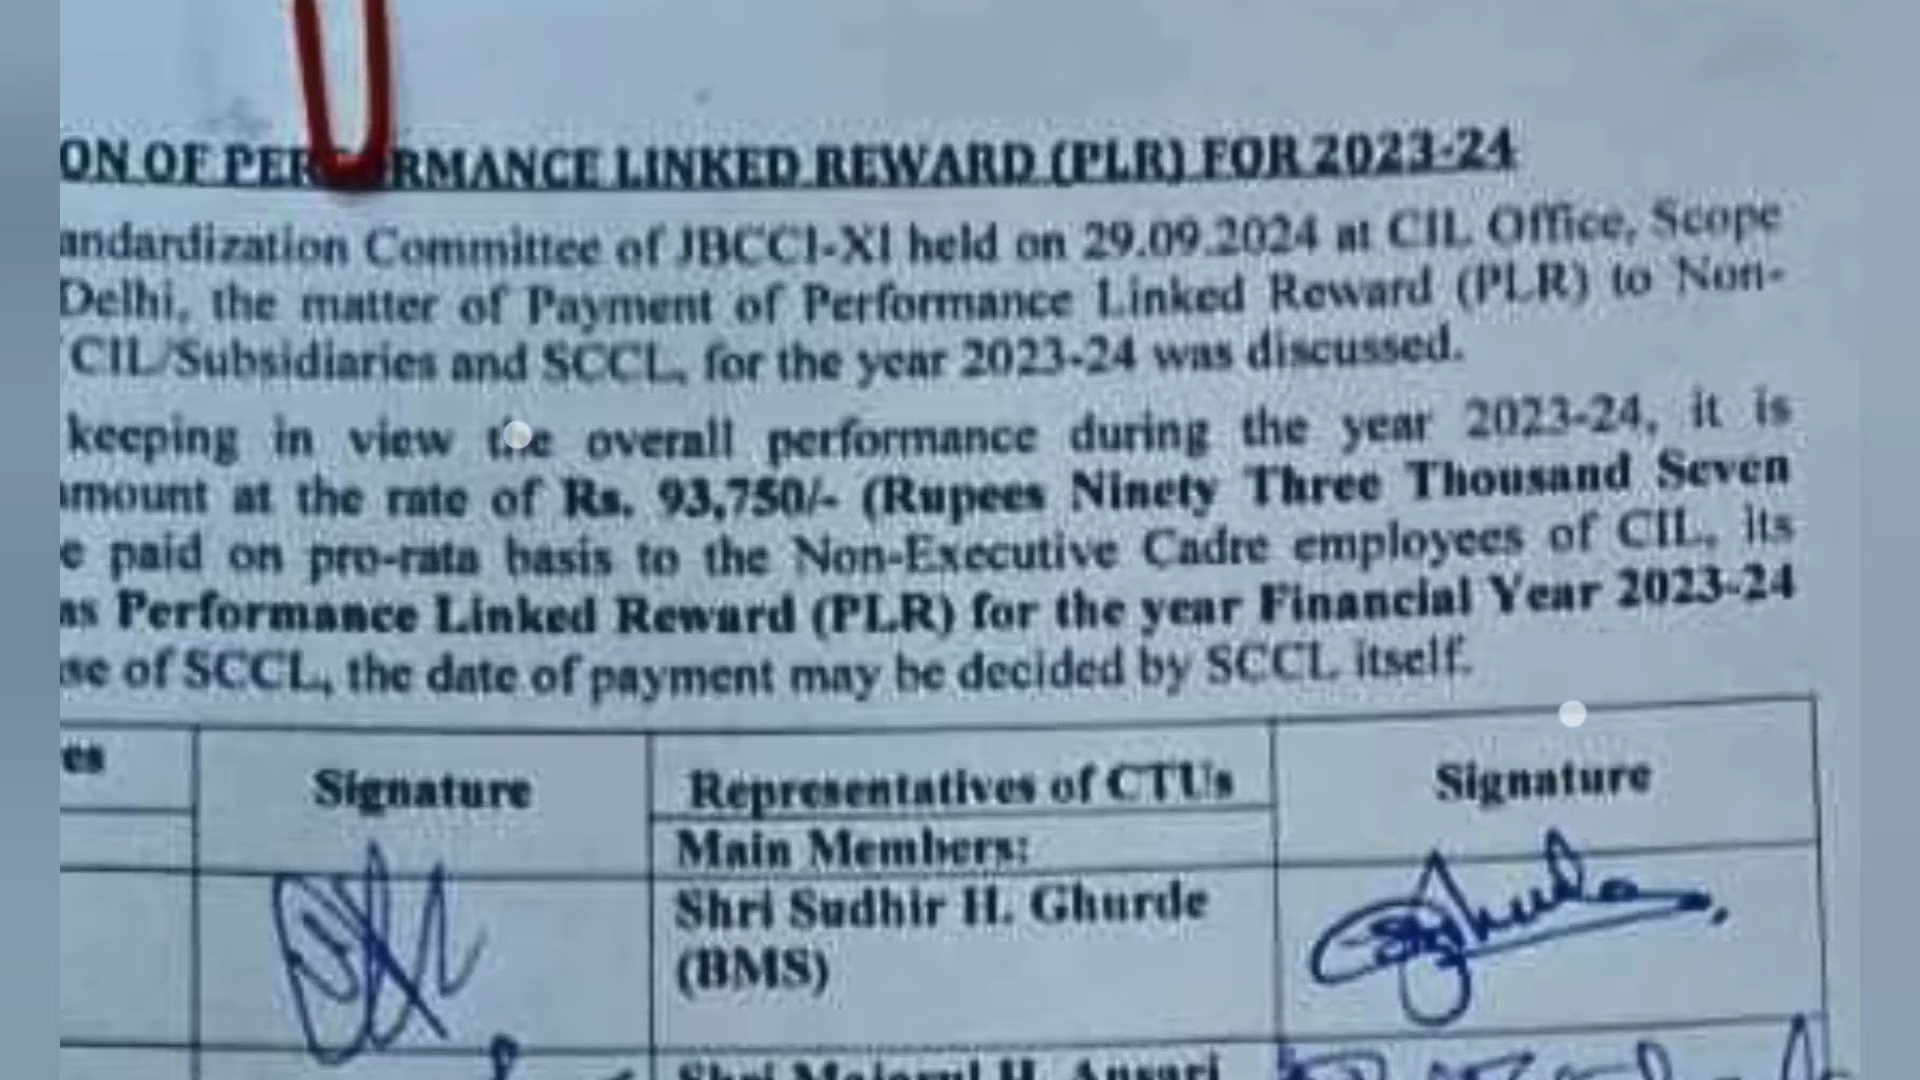 ON OF PERFORMANCE LINKED REWARD (PLR) FOR 2023-24
andardization Committee of JBCCI-XI held on 29.09.2024 at CIL Office, Scope
Delhi, the matter of Payment of Performance Linked Reward (PLR) to Non-
CIL/Subsidiaries and SCCL, for the year 2023-24 was discussed.
keeping in view the overall performance during the year 2023-24, it is
mount at the rate of Rs. 93,750/- (Rupees Ninety Three Thousand Seven
e paid on pro-rata basis to the Non-Executive Cadre employees of CIL, its
as Performance Linked Reward (PLR) for the year Financial Year 2023-24
se of SCCL, the date of payment may be decided by SCCL itself.
es
Signature
Representatives of CTUs
Signature
Main Members:
Shri Sudhir H. Ghurde
(BMS)
Shri H. Ansari